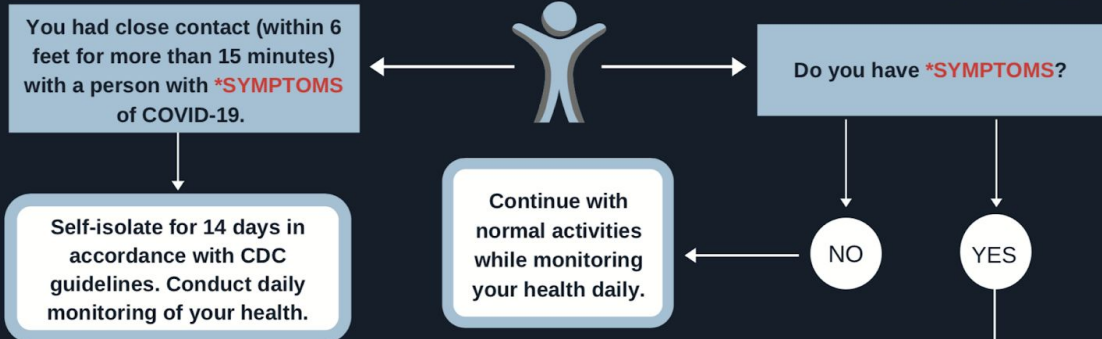 You had close contact (within 6
feet for more than 15 minutes)
with a person with *SYMPTOMS
of COVID-19.
Self-isolate for 14 days in
accordance with CDC
guidelines. Conduct daily
monitoring of your health.
Do you have *SYMPTOMS?
Continue with
normal activities
while monitoring
your health daily.
NO
YES